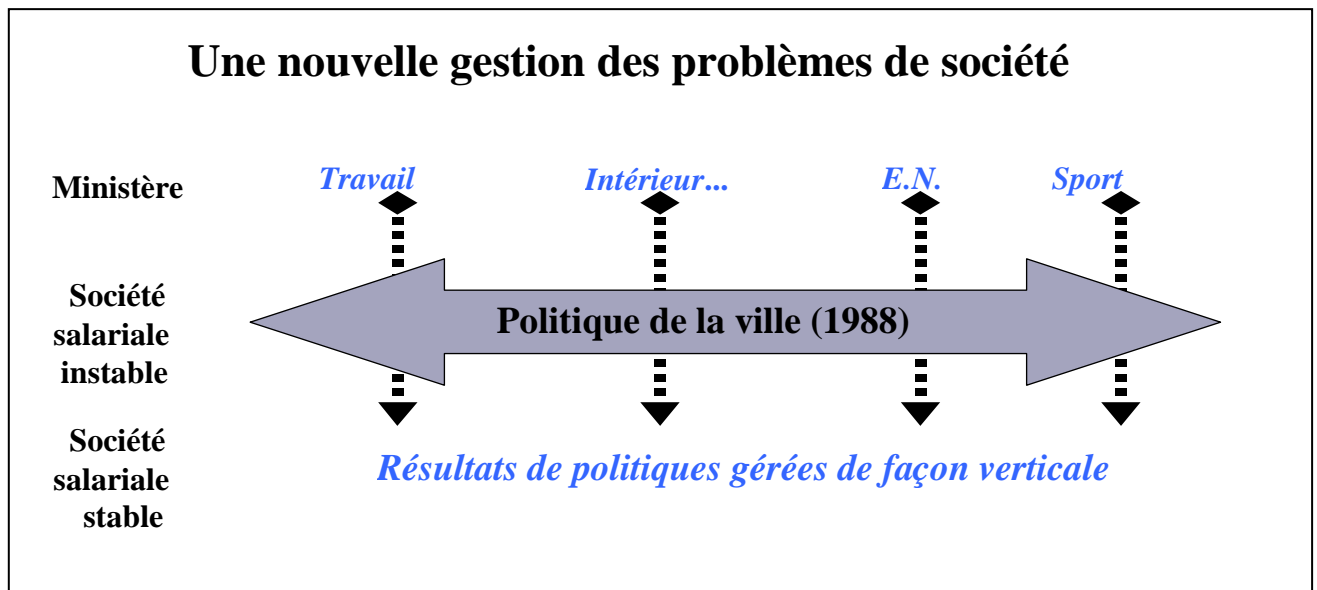 Une nouvelle gestion des problèmes de société
Ministère
Travail
Intérieur...
E.N.
Sport
Société
salariale
instable
Politique de la ville (1988)
Société
salariale
stable
Résultats de politiques gérées de façon verticale